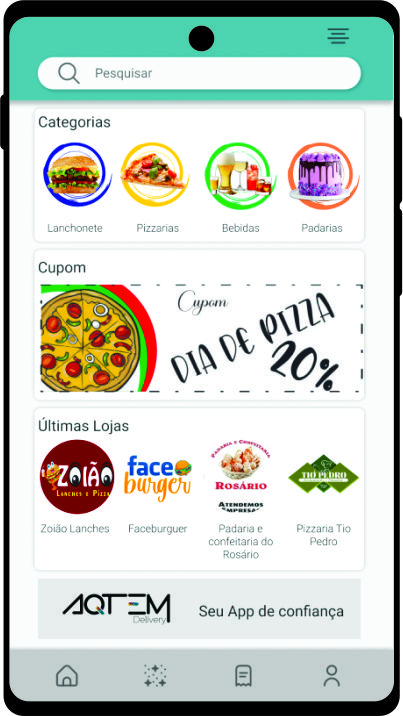 Pesquisar
Categorias
Lanchonete
Pizzarias
Bebidas
Padarias
Cupom
Cupom
DIA DE PIZZA
20%
Últimas Lojas
ZOIÃO
LANCHES E PIZZA
face
burger
PADARIA E CONFEITARIA
ROSÁRIO
ATENDEMOS
EMPRESA
TIO PEDRO
Zoião Lanches
Faceburguer
Padaria e
confeitaria do
Rosário
Pizzaria Tio
Pedro
AQTEM
Delivery
Seu App de confiança